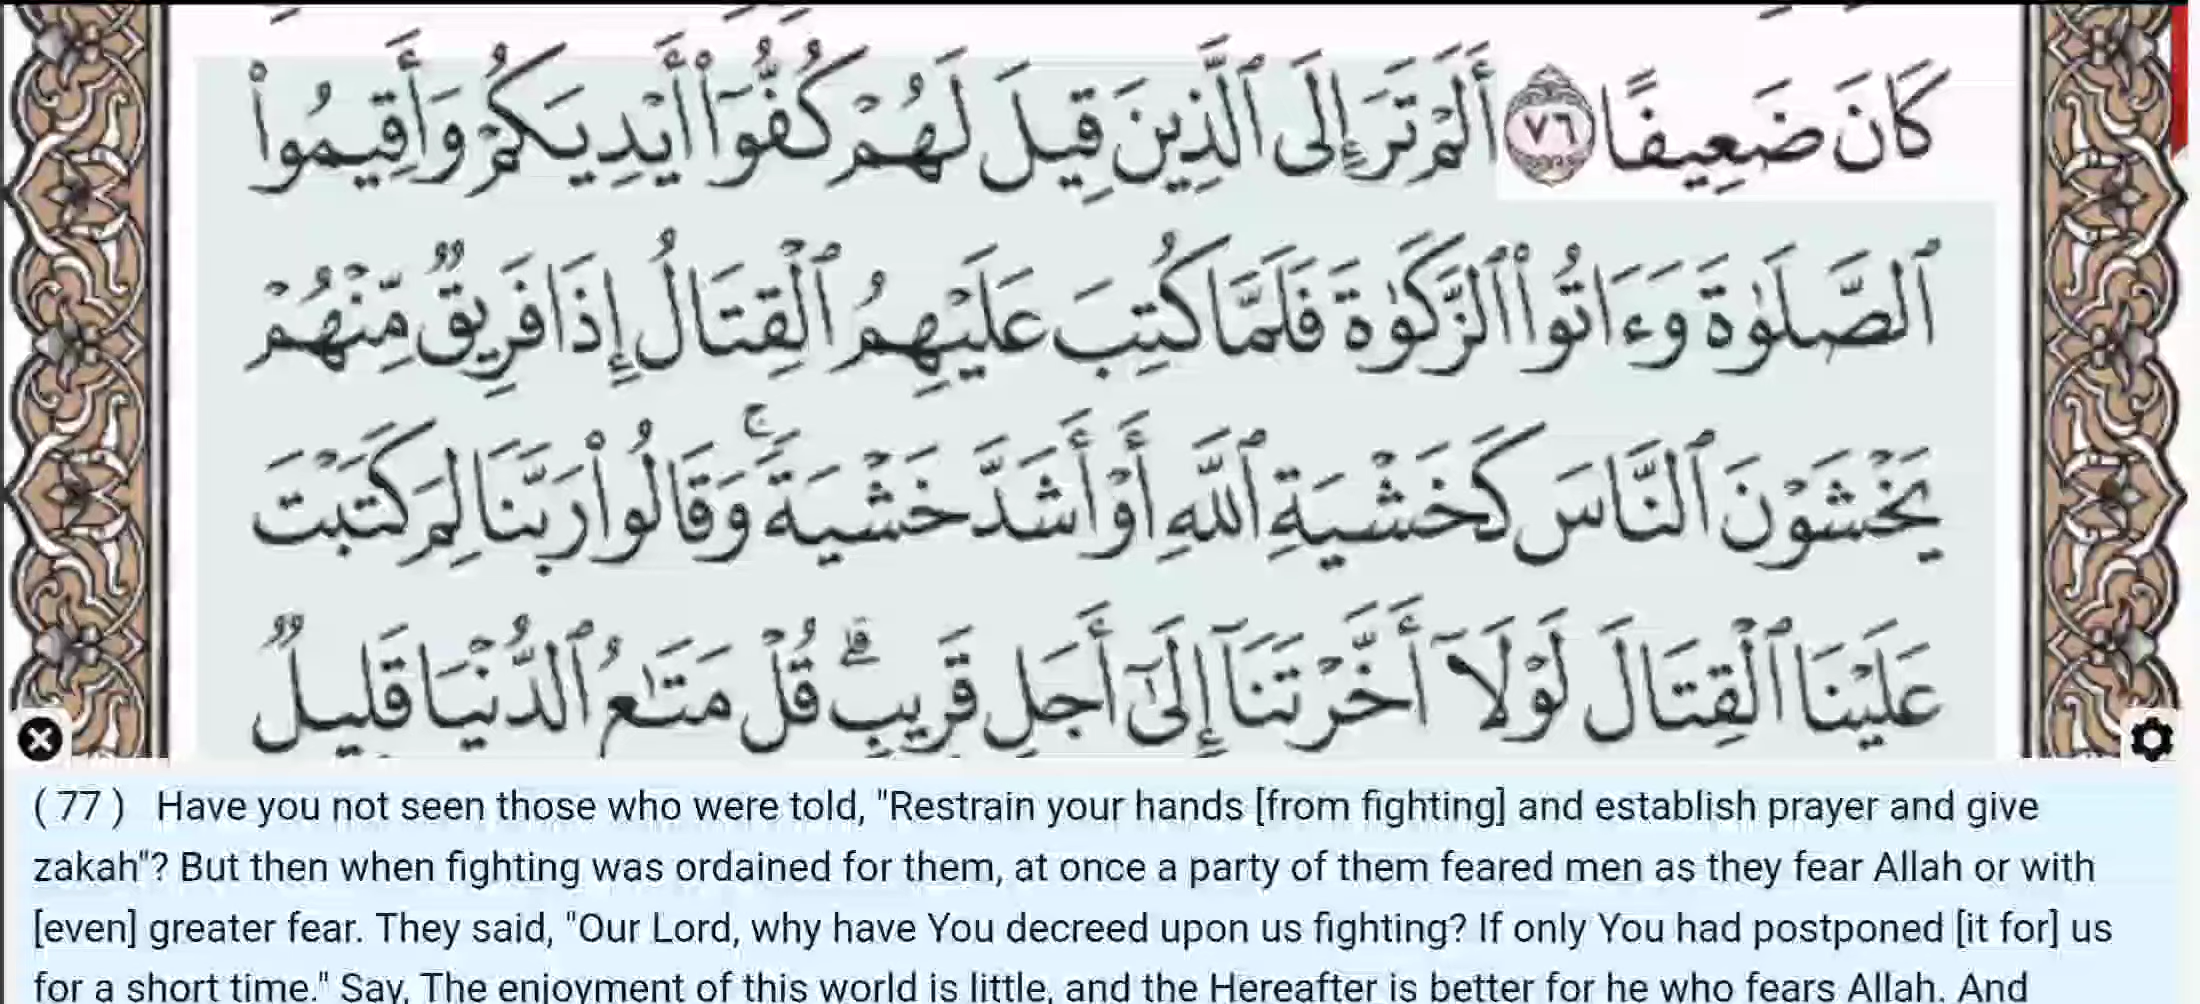 كَانَ ضَعِيفًا ٧٦ أَلَمْ تَرَ إِلَى ٱلَّذِينَ قِيلَ لَهُمْ كُفُّوٓا۟ أَيْدِيَكُمْ وَأَقِيمُوا۟
ٱلصَّلَوٰةَ وَءَاتُوا۟ ٱلزَّكَوٰةَ فَلَمَّا كُتِبَ عَلَيْهِمُ ٱلْقِتَالُ إِذَا فَرِيقٌ مِّنْهُمْ
يَخْشَوْنَ ٱلنَّاسَ كَخَشْيَةِ ٱللَّهِ أَوْ أَشَدَّ خَشْيَةً ۚ وَقَالُوا۟ رَبَّنَا لِمَ كَتَبْتَ
عَلَيْنَا ٱلْقِتَالَ لَوْلَآ أَخَّرْتَنَآ إِلَىٰٓ أَجَلٍ قَرِيبٍ ۗ قُلْ مَتَـٰعُ ٱلدُّنْيَا قَلِيلٌ
(77) Have you not seen those who were told, "Restrain your hands [from fighting] and establish prayer and give
zakah"? But then when fighting was ordained for them, at once a party of them feared men as they fear Allah or with
[even] greater fear. They said, "Our Lord, why have You decreed upon us fighting? If only You had postponed [it for] us
for a short time." Say, The enjoyment of this world is little, and the Hereafter is better for he who fears Allah. And